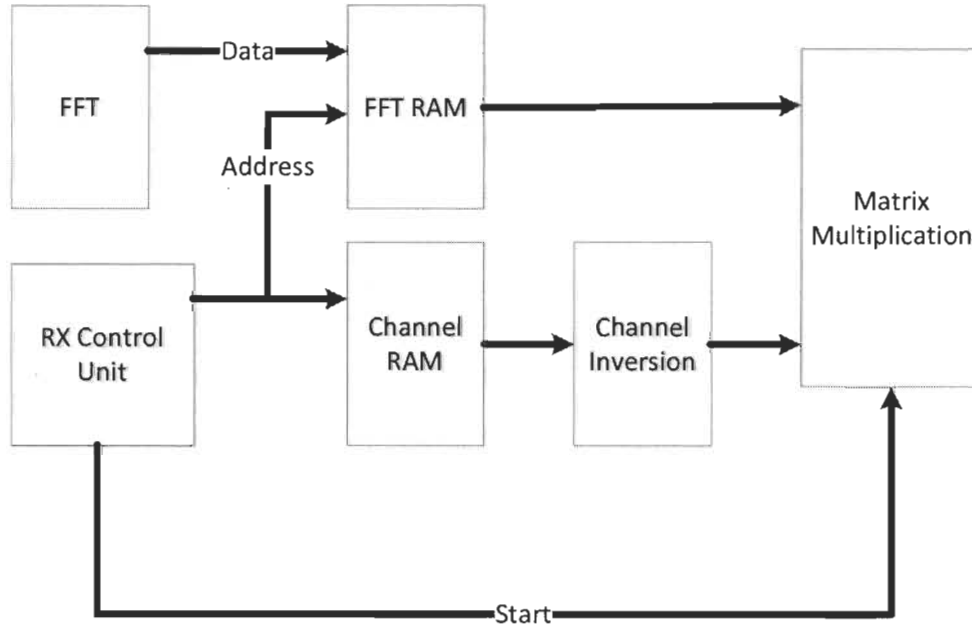 Data
FFT
FFT RAM
Address
Matrix
Multiplication
RX Control
Unit
Channel
RAM
Channel
Inversion
Start